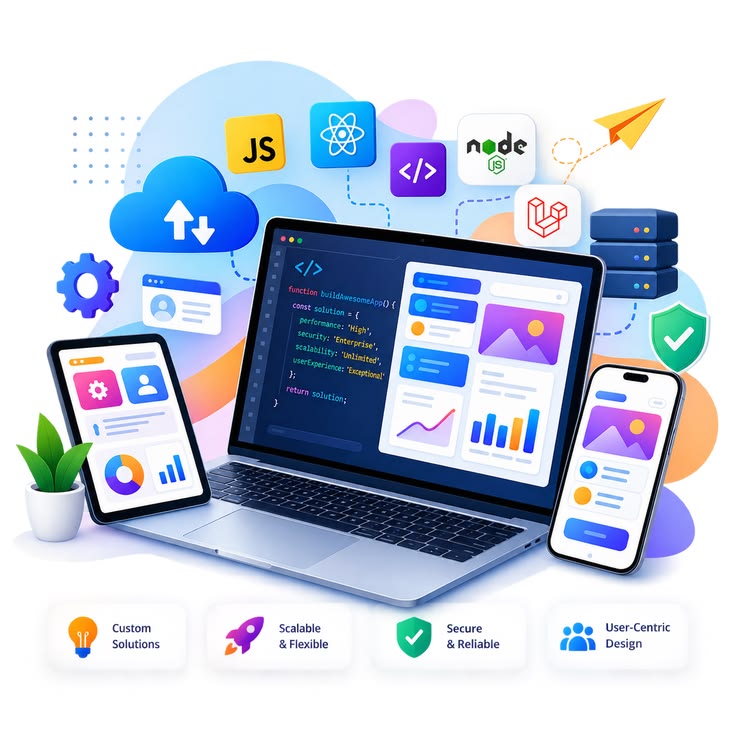 JS
</>
node
JS
</>
function buildAwesomeApp() {
const solution = {
performance: 'High',
security: 'Enterprise',
scalability: 'Unlimited',
userExperience: 'Exceptional'
};
return solution;
}
Custom
Solutions
Scalable
& Flexible
Secure
& Reliable
User-Centric
Design